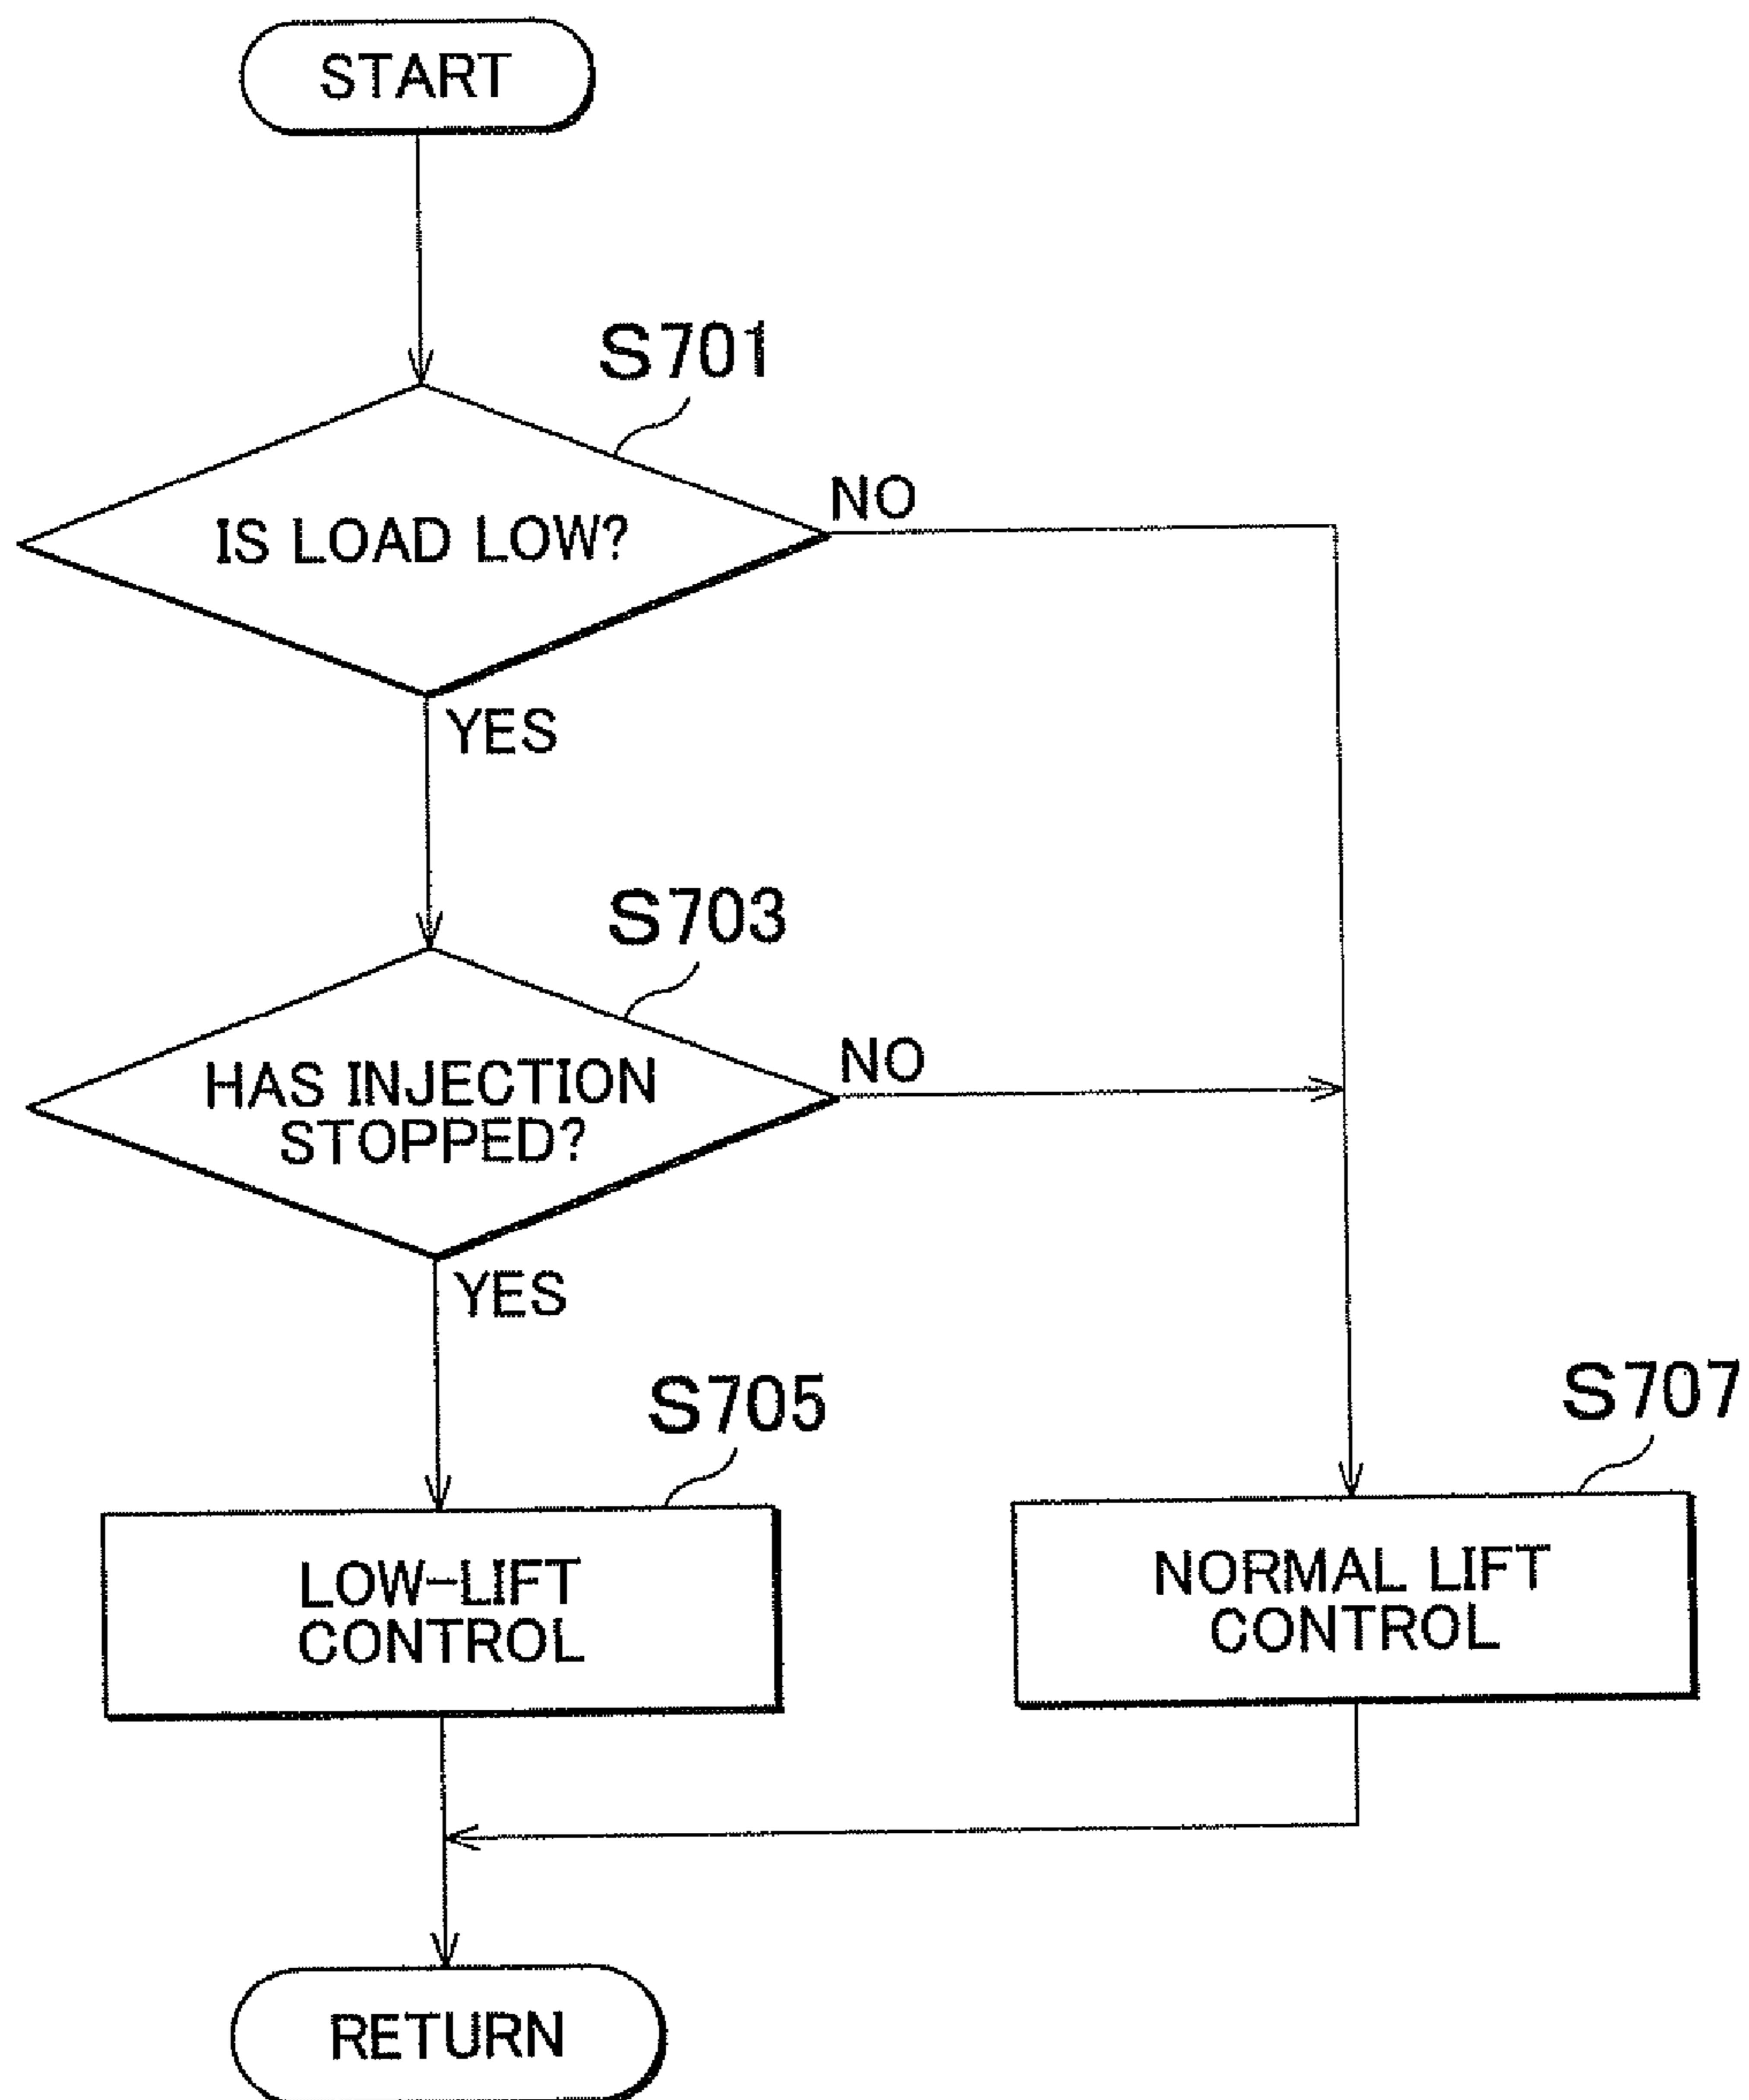 START
S701
IS LOAD LOW?
NO
YES
S703
HAS INJECTION
STOPPED?
NO
YES
S705
LOW-LIFT
CONTROL
S707
NORMAL LIFT
CONTROL
RETURN